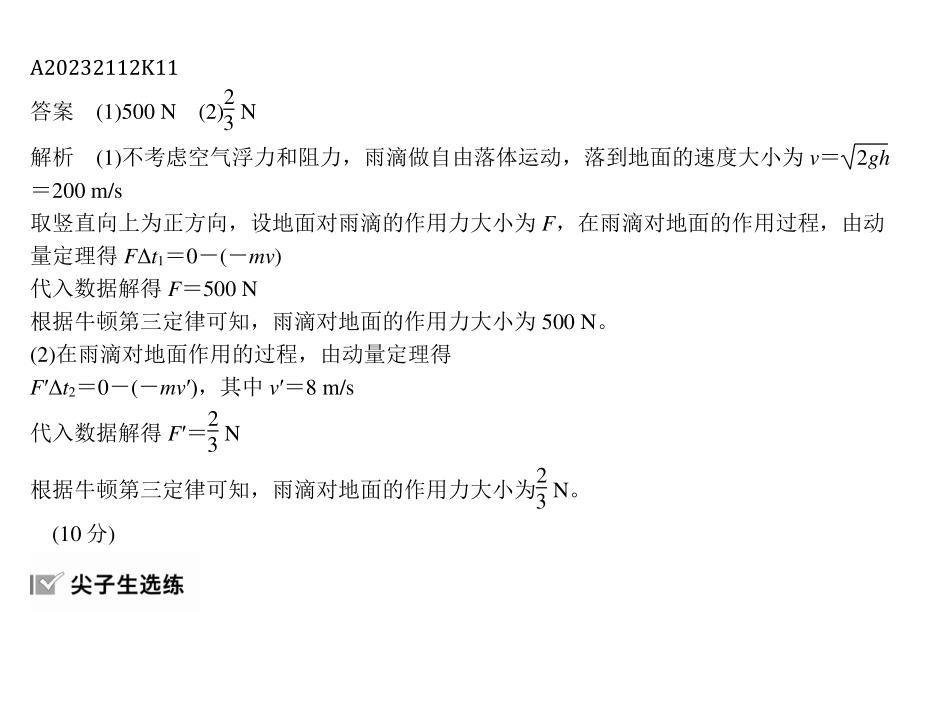 A20232112K11
答案 (1)500 N (2)2/3 N
解析 (1)不考虑空气浮力和阻力，雨滴做自由落体运动，落到地面的速度大小为 v＝√2gh
＝200 m/s
取竖直向上为正方向，设地面对雨滴的作用力大小为 F，在雨滴对地面的作用过程，由动
量定理得 FΔt₁＝0－(－mv)
代入数据解得 F＝500 N
根据牛顿第三定律可知，雨滴对地面的作用力大小为 500 N。
(2)在雨滴对地面作用的过程，由动量定理得
F′Δt₂＝0－(－mv′)，其中 v′＝8 m/s
代入数据解得 F′＝2/3 N
根据牛顿第三定律可知，雨滴对地面的作用力大小为2/3 N。
(10 分)
尖子生选练